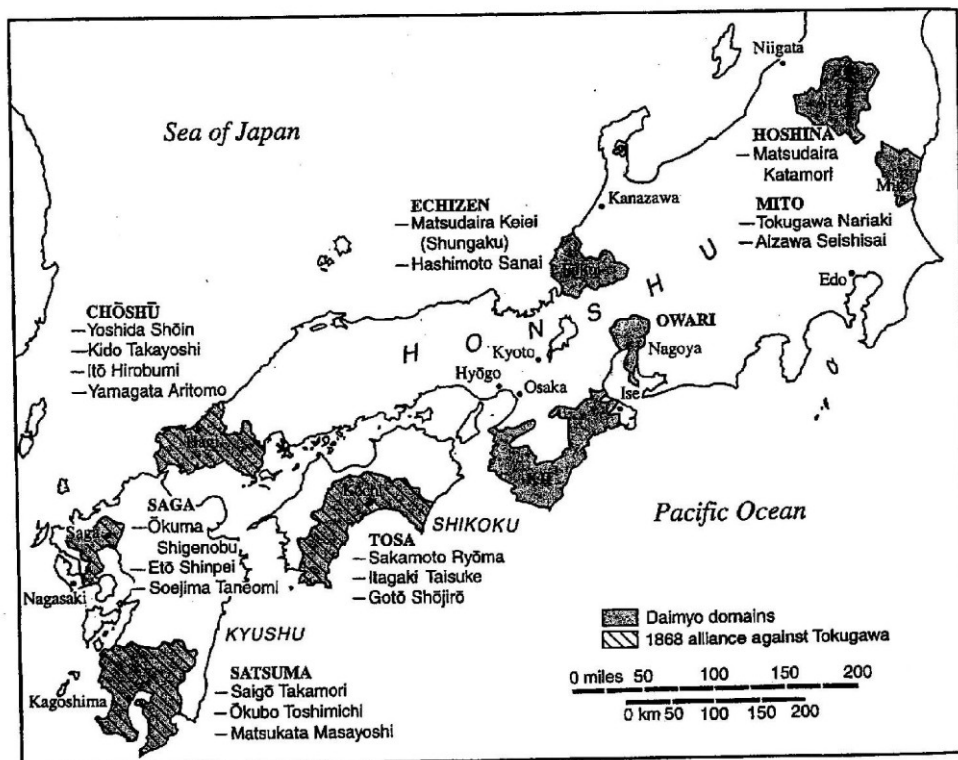 Niigata
Sea of Japan
HOSHINA
— Matsudaira
Katamori
Kanazawa
ECHIZEN
— Matsudaira Keiei
(Shungaku)
— Hashimoto Sanai
MITO
— Tokugawa Nariaki
— Aizawa Seishisai
Edo
CHŌSHŪ
— Yoshida Shōin
— Kido Takayoshi
— Itō Hirobumi
— Yamagata Aritomo
HONSHU
OWARI
Nagoya
Kyoto
Hyōgo
Osaka
Ise
Hagi
Kii
Kōchi
SHIKOKU
Pacific Ocean
Saga
SAGA
— Ōkuma
Shigenobu
— Etō Shinpei
— Soejima Taneomi
Nagasaki
TOSA
— Sakamoto Ryōma
— Itagaki Taisuke
— Gotō Shōjirō
KYUSHU
Kagoshima
SATSUMA
— Saigō Takamori
— Ōkubo Toshimichi
— Matsukata Masayoshi
Daimyo domains
1868 alliance against Tokugawa
0 miles 50 100 150 200
0 km 50 100 150 200